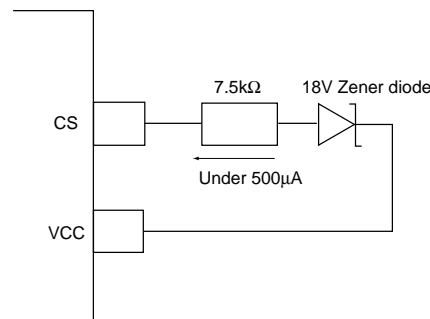 7.5kΩ
18V Zener diode
CS
Under 500μA
VCC